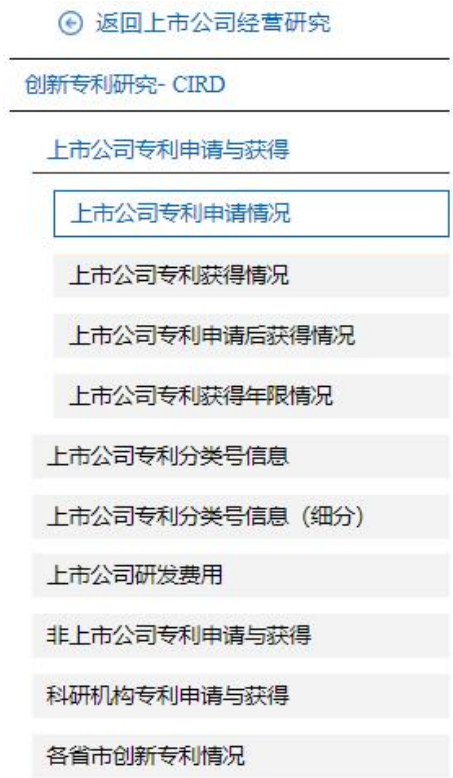 返回上市公司经营研究
创新专利研究- CIRD
上市公司专利申请与获得
上市公司专利申请情况
上市公司专利获得情况
上市公司专利申请后获得情况
上市公司专利获得年限情况
上市公司专利分类号信息
上市公司专利分类号信息（细分）
上市公司研发费用
非上市公司专利申请与获得
科研机构专利申请与获得
各省市创新专利情况